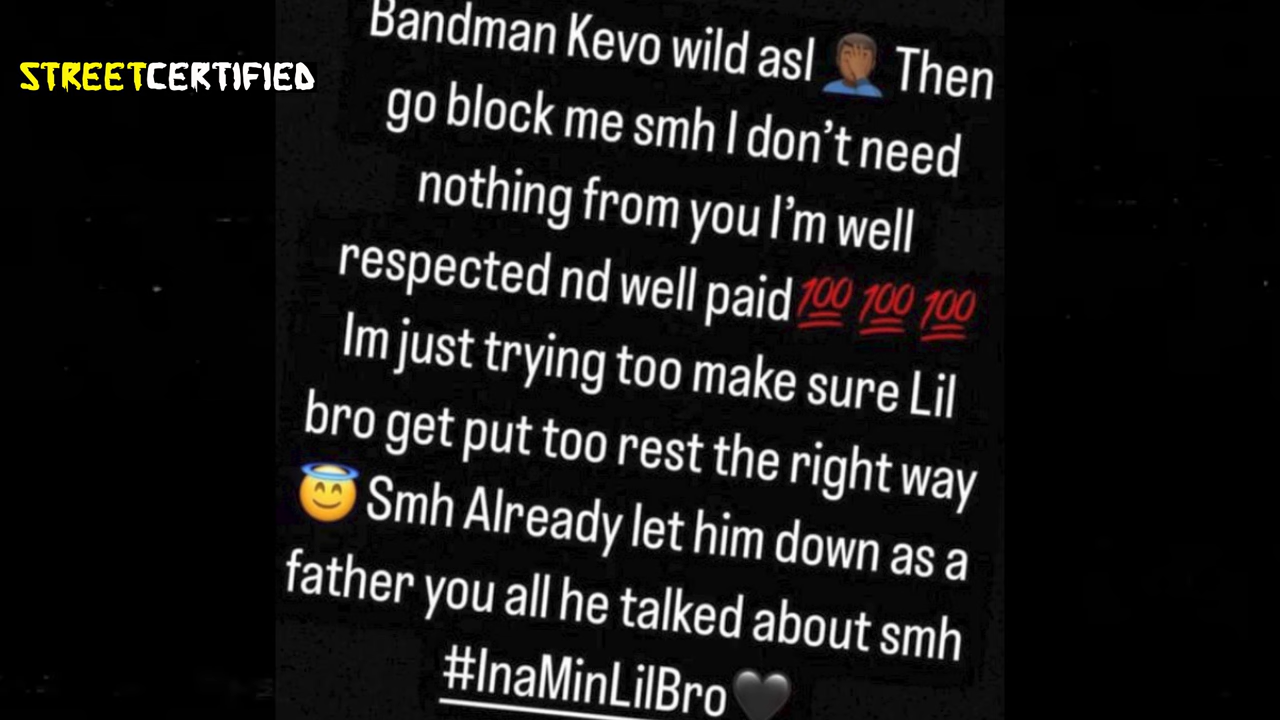 STREETCERTIFIED
Bandman Kevo wild asl 🤦🏾‍♂️ Then
go block me smh I don’t need
nothing from you I’m well
respected nd well paid💯💯💯
Im just trying too make sure Lil
bro get put too rest the right way
😇 Smh Already let him down as a
father you all he talked about smh
#InaMinLilBro🖤